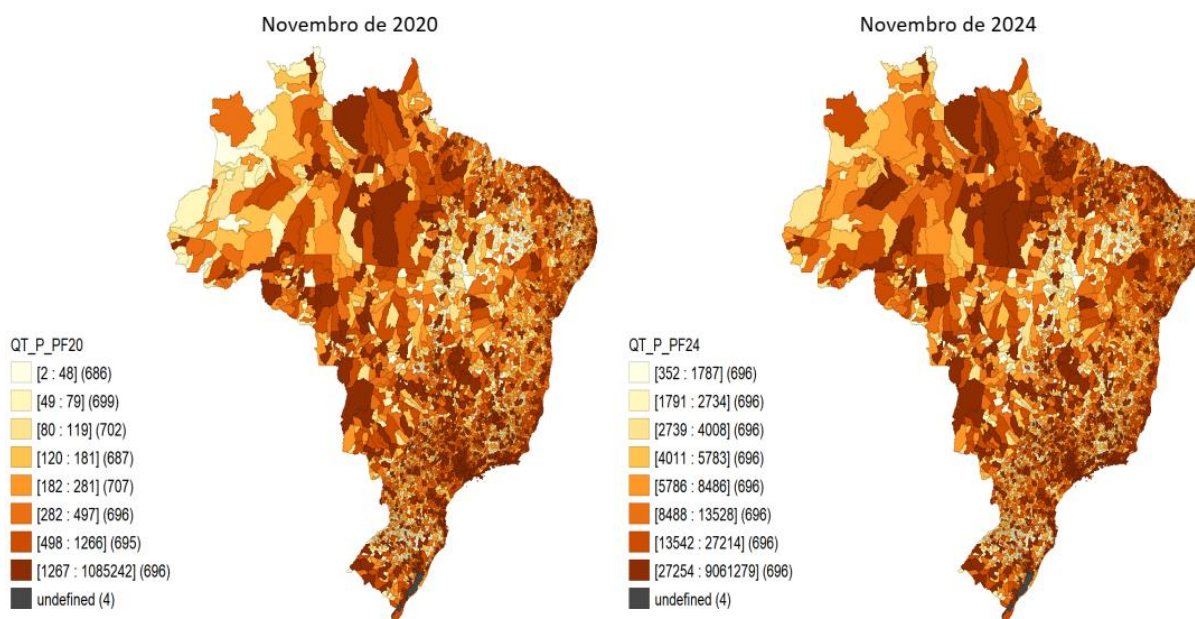 Novembro de 2020
Novembro de 2024
QT_P_PF20
[2 : 48] (686)
[49 : 79] (699)
[80 : 119] (702)
[120 : 181] (687)
[182 : 281] (707)
[282 : 497] (696)
[498 : 1266] (695)
[1267 : 1085242] (696)
undefined (4)
QT_P_PF24
[352 : 1787] (696)
[1791 : 2734] (696)
[2739 : 4008] (696)
[4011 : 5783] (696)
[5786 : 8486] (696)
[8488 : 13528] (696)
[13542 : 27214] (696)
[27254 : 9061279] (696)
undefined (4)